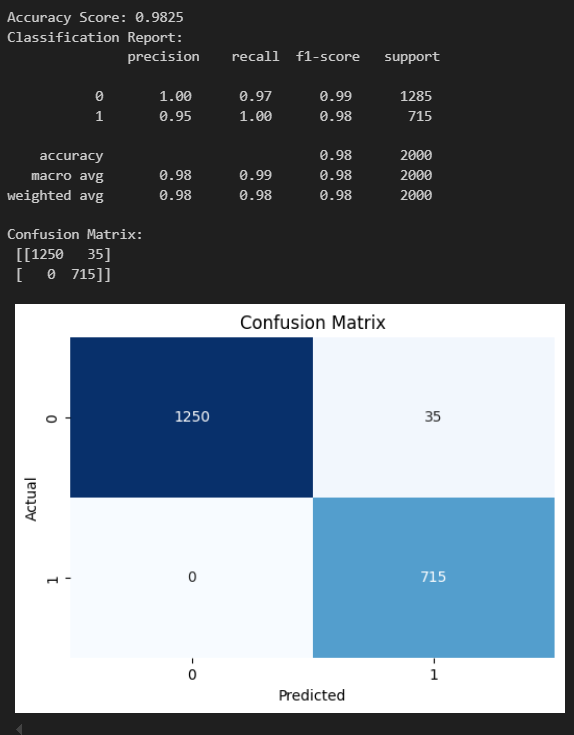 Accuracy Score: 0.9825
Classification Report:
              precision    recall  f1-score   support

           0       1.00      0.97      0.99      1285
           1       0.95      1.00      0.98       715

    accuracy                           0.98      2000
   macro avg       0.98      0.99      0.98      2000
weighted avg       0.98      0.98      0.98      2000

Confusion Matrix:
 [[1250   35]
 [   0  715]]
Confusion Matrix
0
1250
35
Actual
1
0
715
0
1
Predicted